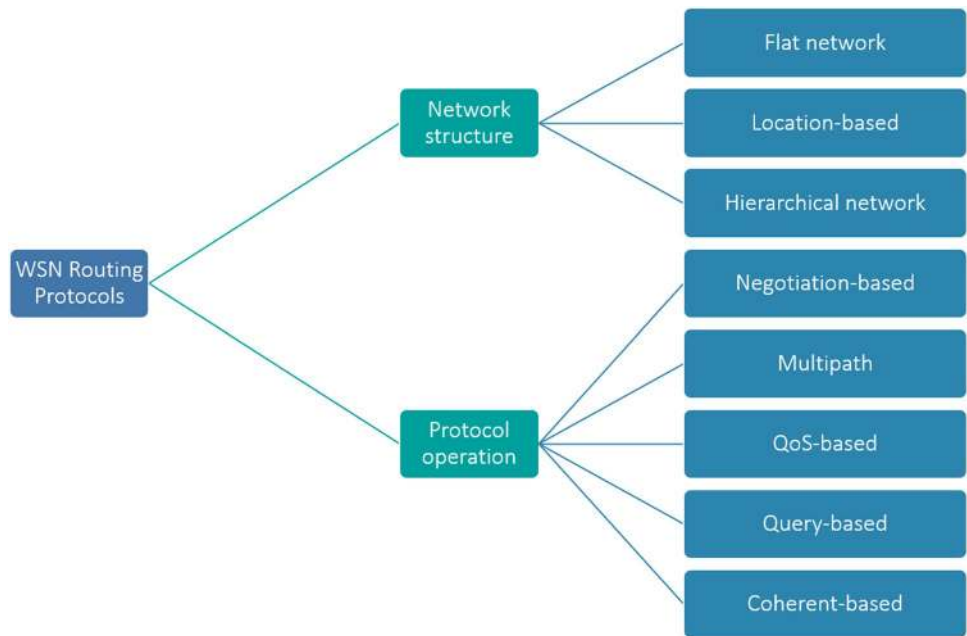 WSN Routing
Protocols
Network
structure
Protocol
operation
Flat network
Location-based
Hierarchical network
Negotiation-based
Multipath
QoS-based
Query-based
Coherent-based